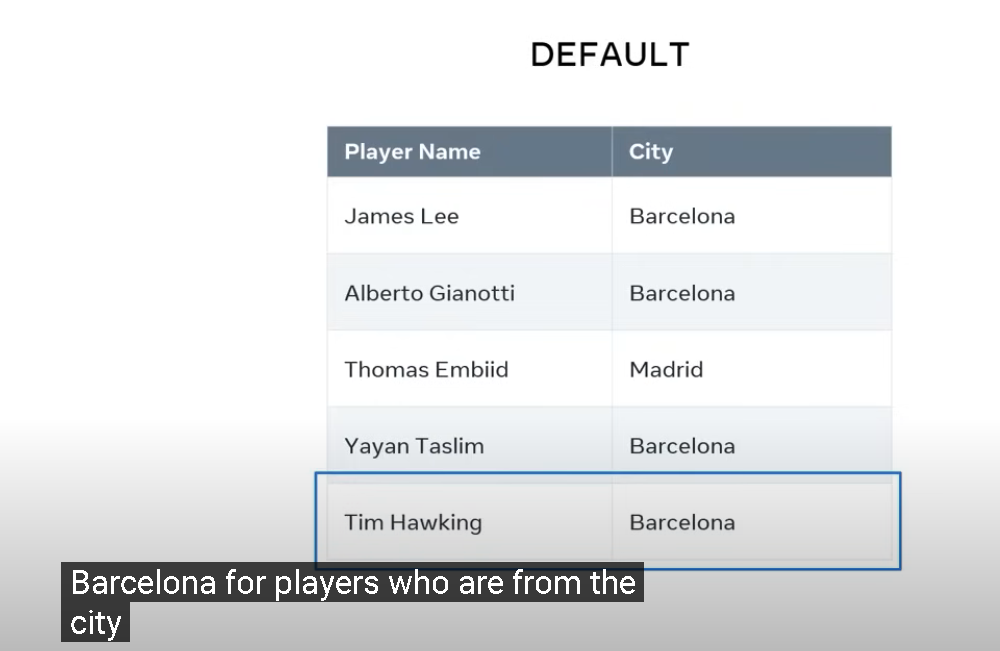 DEFAULT
Player Name City
James Lee Barcelona
Alberto Gianotti Barcelona
Thomas Embiid Madrid
Yayan Taslim Barcelona
Tim Hawking Barcelona
Barcelona for players who are from the
city